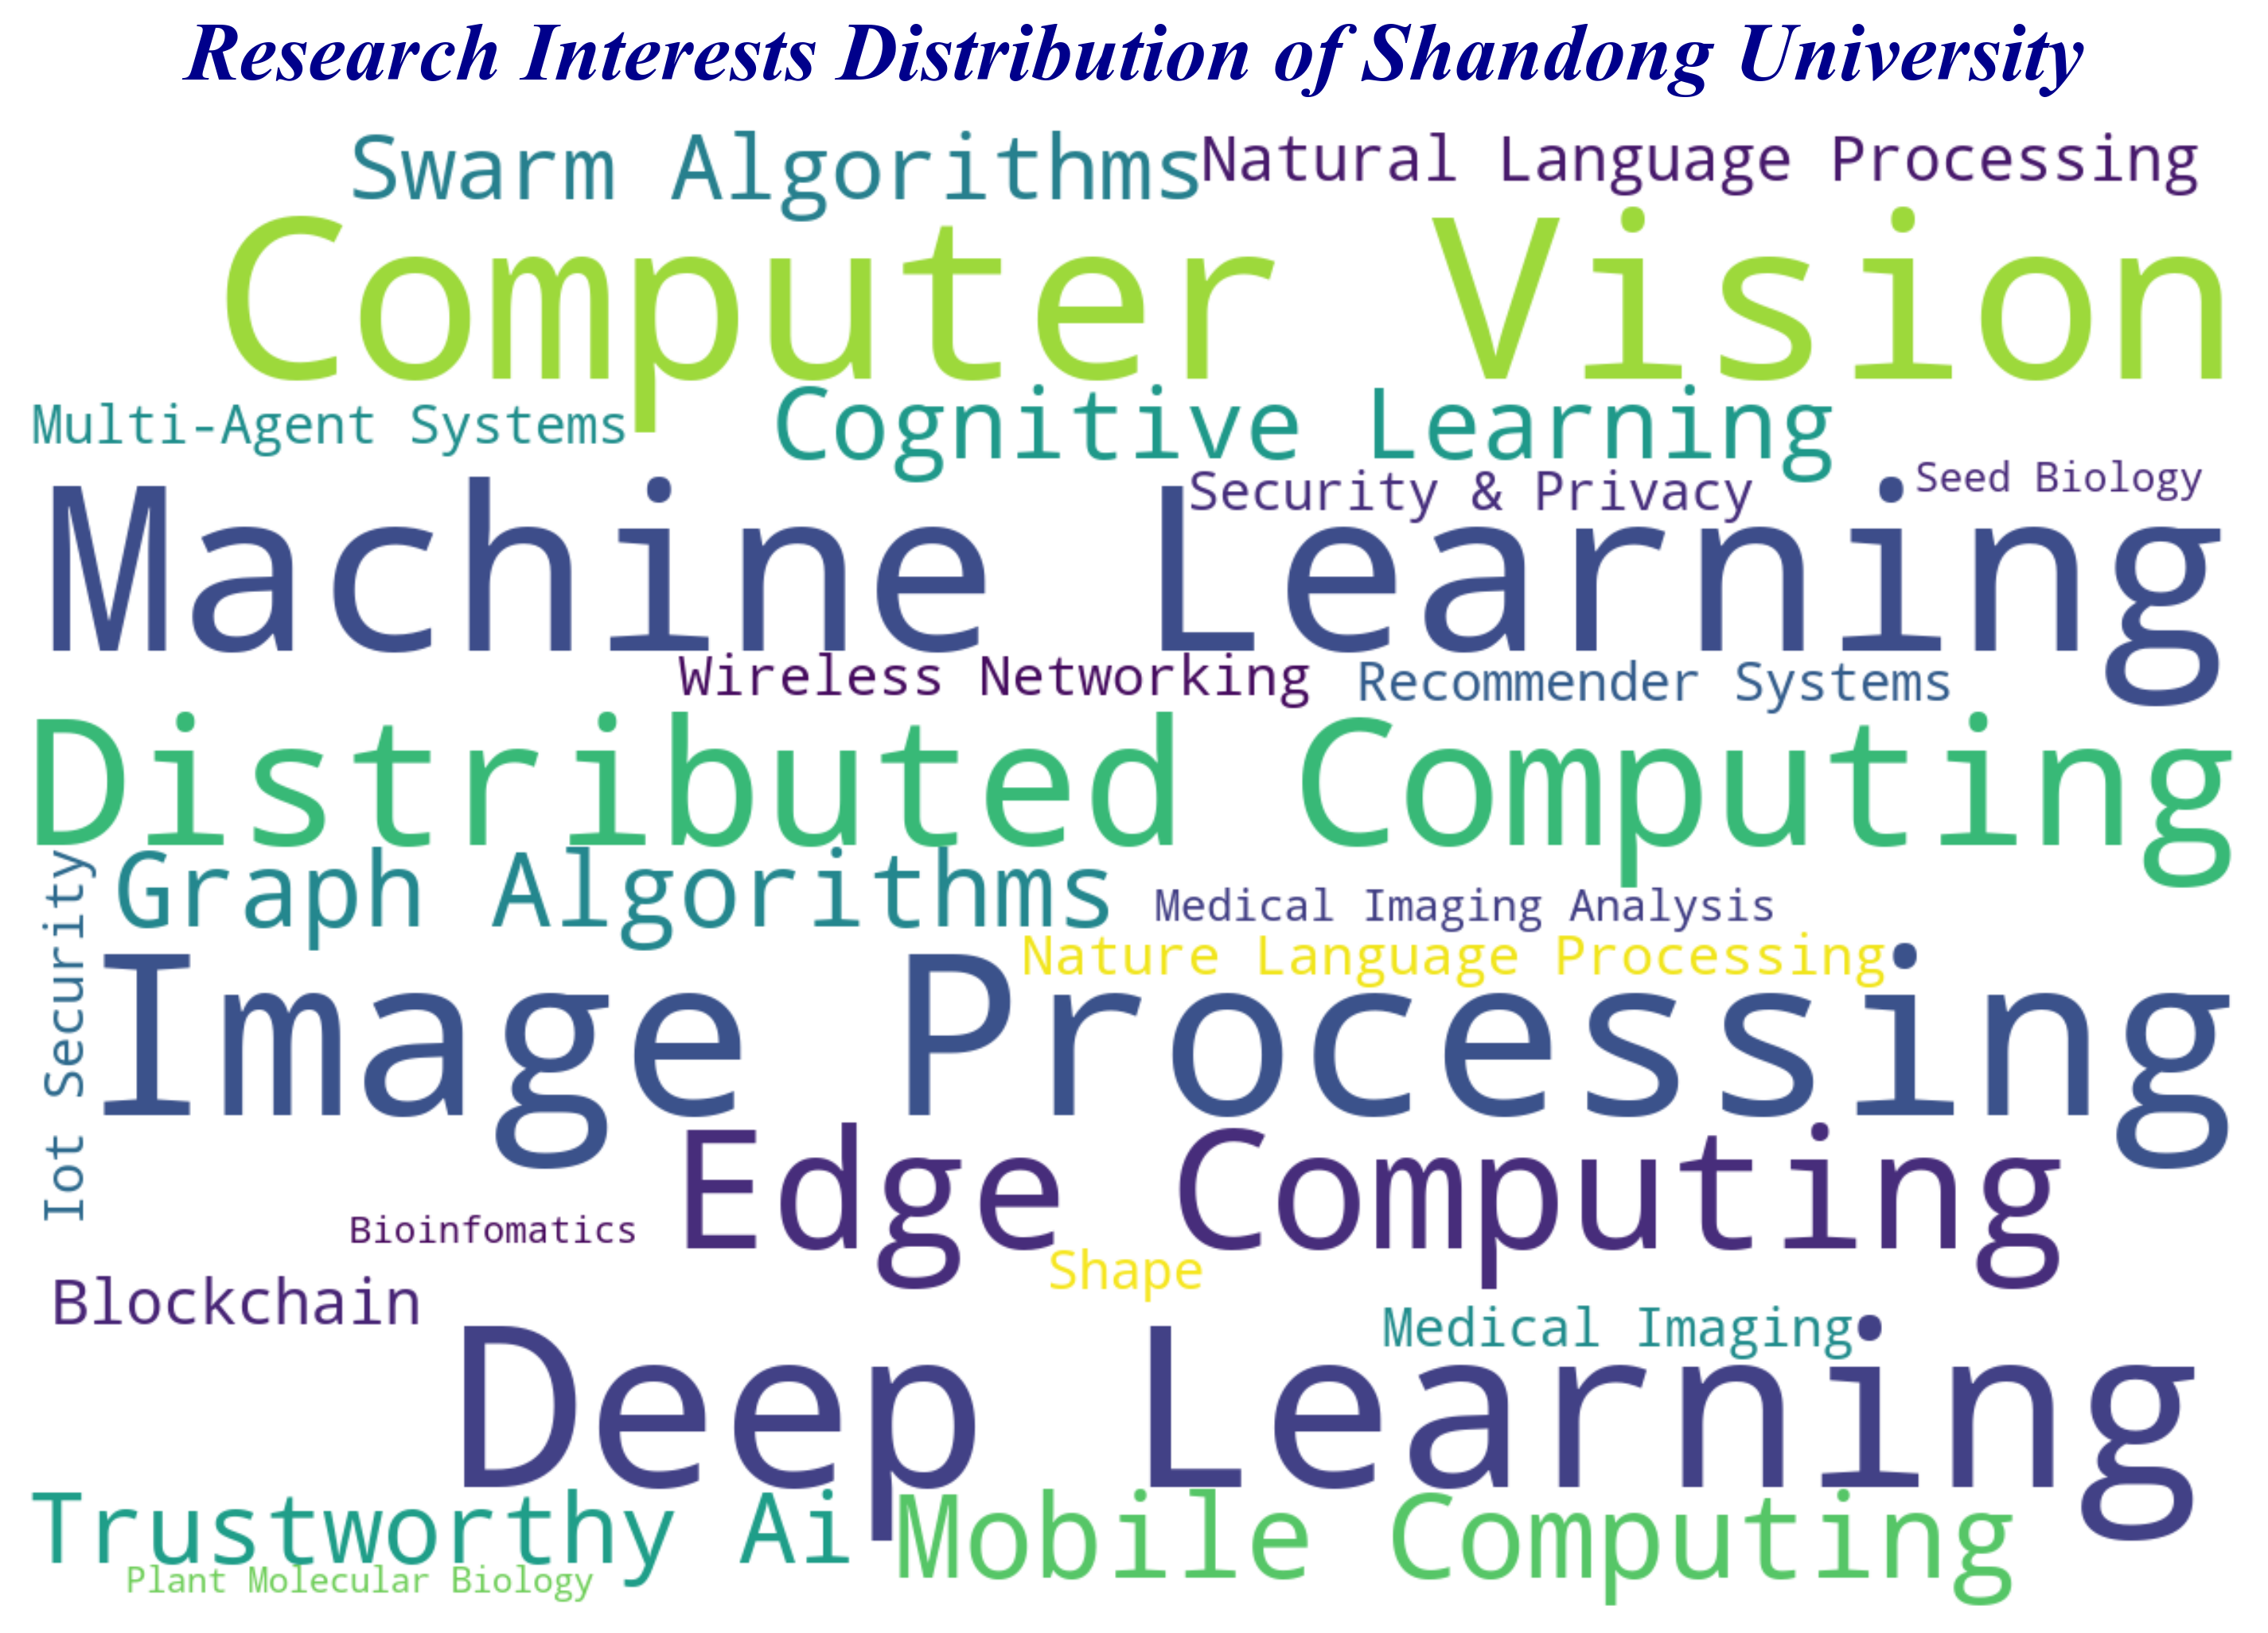 Research Interests Distribution of Shandong University
Swarm Algorithms
Natural Language Processing
Computer Vision
Multi-Agent Systems
Cognitive Learning
Security & Privacy
Seed Biology
Machine Learning
Wireless Networking
Recommender Systems
Distributed Computing
Graph Algorithms
Medical Imaging Analysis
Nature Language Processing
Iot Security
Image Processing
Edge Computing
Bioinfomatics
Shape
Blockchain
Medical Imaging
Deep Learning
Trustworthy Ai
Mobile Computing
Plant Molecular Biology